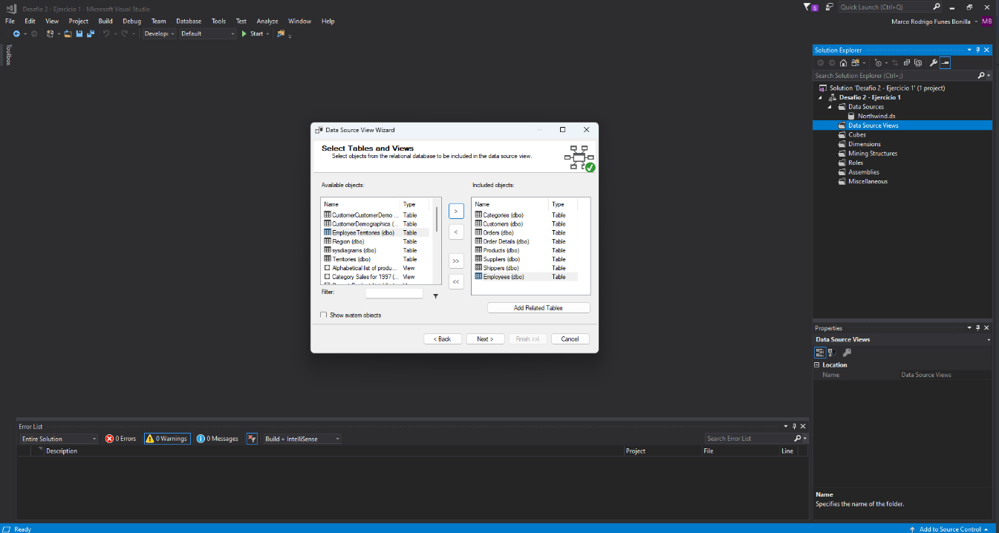 Desafio 2 - Ejercicio 1 - Microsoft Visual Studio
6
Quick Launch (Ctrl+Q)
File Edit View Project Build Debug Team Database Tools Test Analyze Window Help
Marco Rodrigo Funes Bonilla MB
Develop Default Start
Toolbox
Solution Explorer
Search Solution Explorer (Ctrl+;)
Solution 'Desafio 2 - Ejercicio 1' (1 project)
Desafio 2 - Ejercicio 1
Data Sources
Northwind.ds
Data Source Views
Cubes
Dimensions
Mining Structures
Roles
Assemblies
Miscellaneous
Data Source View Wizard
Select Tables and Views
Select objects from the relational database to be included in the data source view.
Available objects:
Name Type
CustomerCustomerDemo ... Table
CustomerDemographics (... Table
EmployeeTerritories (dbo) Table
Region (dbo) Table
sysdiagrams (dbo) Table
Territories (dbo) Table
Alphabetical list of produ... View
Category Sales for 1997 (... View
>
<
>>
<<
Included objects:
Name Type
Categories (dbo) Table
Customers (dbo) Table
Orders (dbo) Table
Order Details (dbo) Table
Products (dbo) Table
Suppliers (dbo) Table
Shippers (dbo) Table
Employees (dbo) Table
Filter:
Add Related Tables
Show system objects
< Back Next > Finish >>| Cancel
Properties
Data Source Views
Location
Name Data Source Views
Name
Specifies the name of the folder.
Error List
Entire Solution 0 Errors 0 Warnings 0 Messages Build + IntelliSense
Search Error List
Description Project File Line
Ready
Add to Source Control